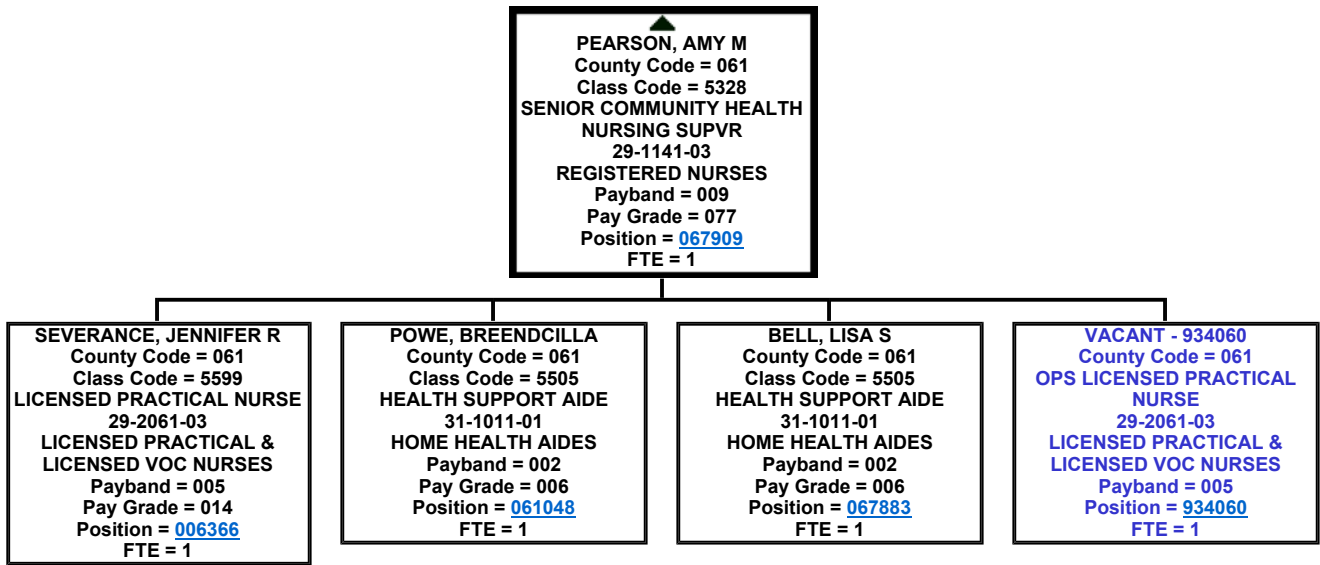 PEARSON, AMY M
County Code = 061
Class Code = 5328
SENIOR COMMUNITY HEALTH
NURSING SUPVR
29-1141-03
REGISTERED NURSES
Payband = 009
Pay Grade = 077
Position = 067909
FTE = 1
SEVERANCE, JENNIFER R
County Code = 061
Class Code = 5599
LICENSED PRACTICAL NURSE
29-2061-03
LICENSED PRACTICAL &
LICENSED VOC NURSES
Payband = 005
Pay Grade = 014
Position = 006366
FTE = 1
POWE, BREENDCILLA
County Code = 061
Class Code = 5505
HEALTH SUPPORT AIDE
31-1011-01
HOME HEALTH AIDES
Payband = 002
Pay Grade = 006
Position = 061048
FTE = 1
BELL, LISA S
County Code = 061
Class Code = 5505
HEALTH SUPPORT AIDE
31-1011-01
HOME HEALTH AIDES
Payband = 002
Pay Grade = 006
Position = 067883
FTE = 1
VACANT - 934060
County Code = 061
OPS LICENSED PRACTICAL
NURSE
29-2061-03
LICENSED PRACTICAL &
LICENSED VOC NURSES
Payband = 005
Position = 934060
FTE = 1